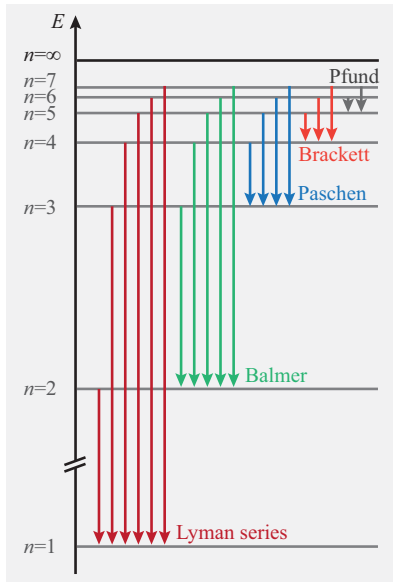 E
n=∞
Pfund
n=7
n=6
n=5
n=4
Brackett
Paschen
n=3
Balmer
n=2
Lyman series
n=1